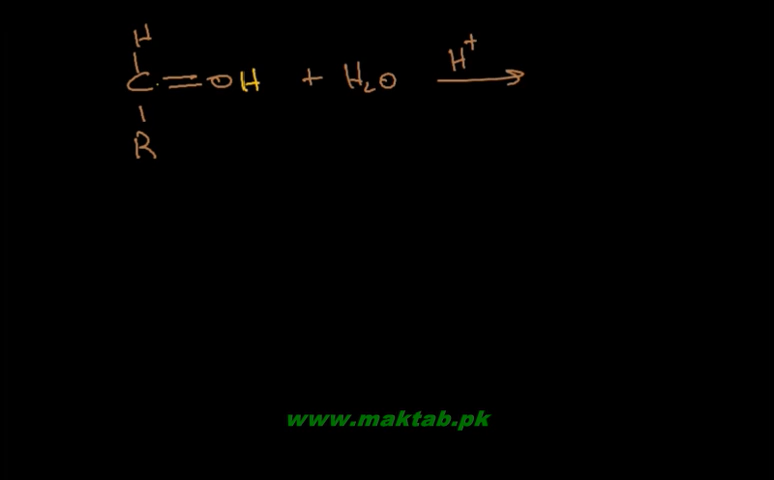 H
C=OH + H₂O H⁺ →
R
www.maktab.pk